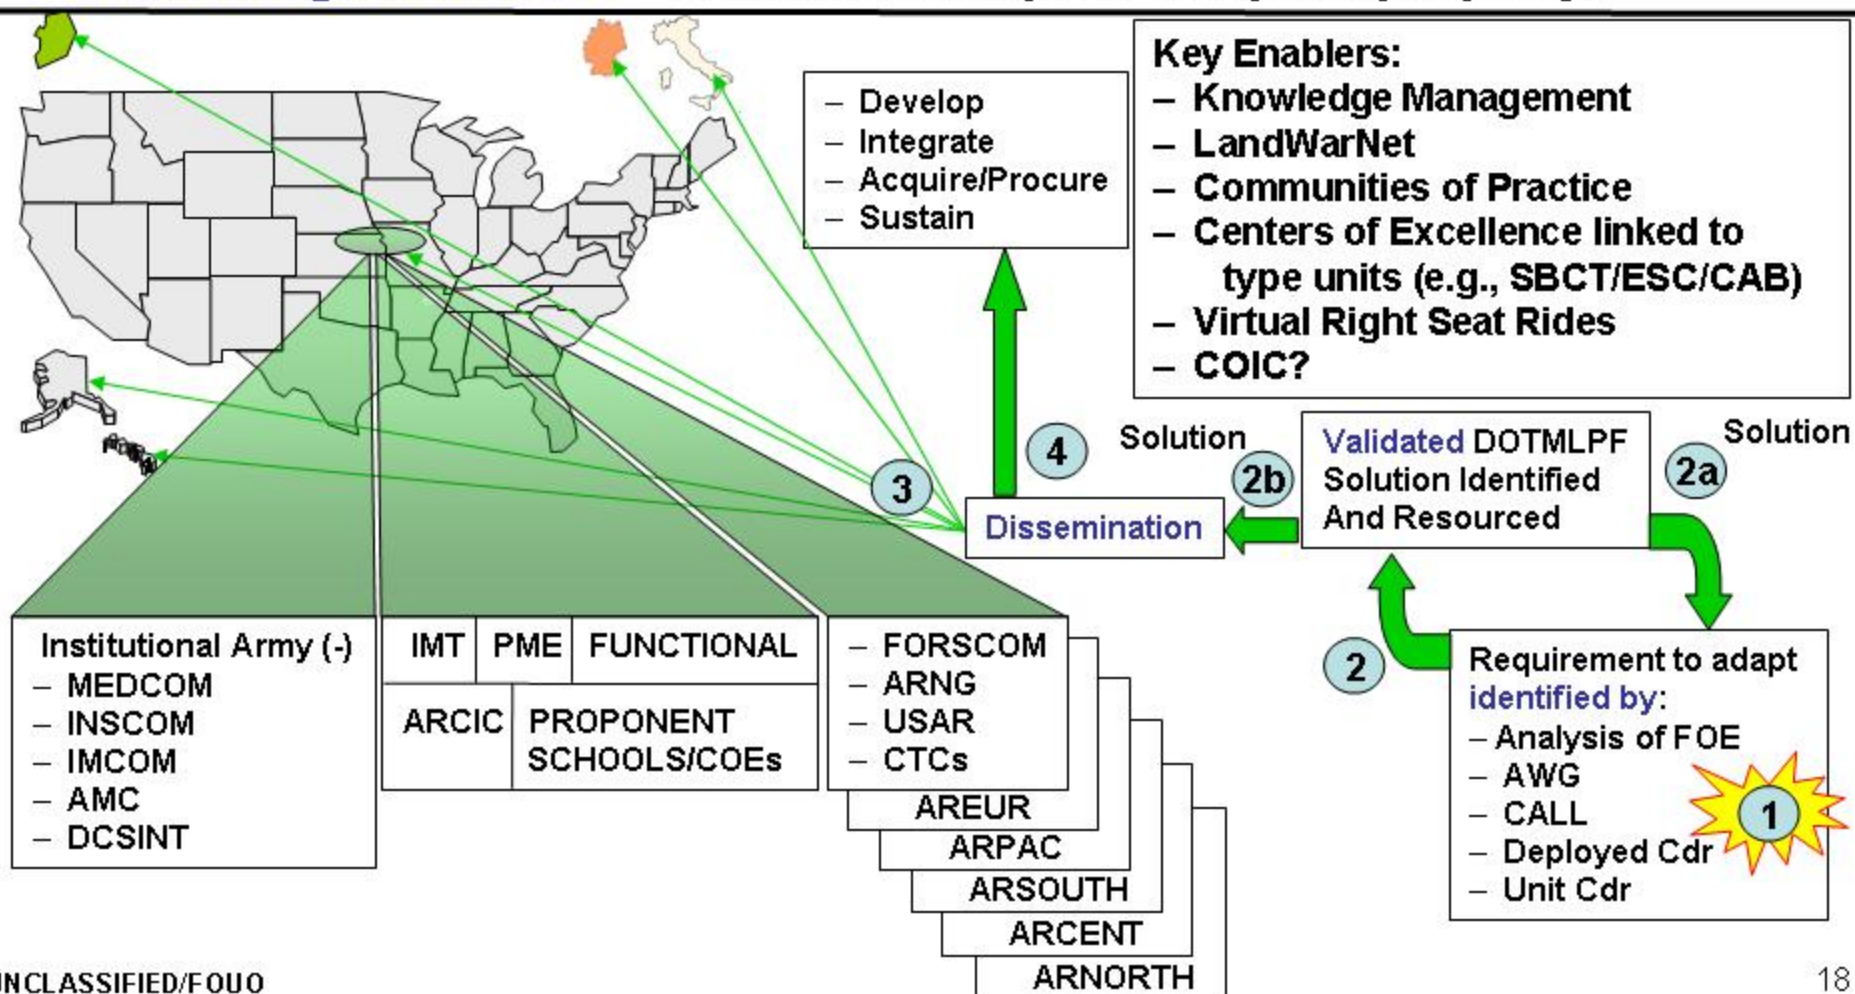 Key Enablers:
– Knowledge Management
– LandWarNet
– Communities of Practice
– Centers of Excellence linked to
type units (e.g., SBCT/ESC/CAB)
– Virtual Right Seat Rides
– COIC?
– Develop
– Integrate
– Acquire/Procure
– Sustain
4
Solution
2b
Validated DOTMLPF
Solution Identified
And Resourced
2a
Solution
3
Dissemination
2
Requirement to adapt
identified by:
– Analysis of FOE
– AWG
– CALL
– Deployed Cdr
– Unit Cdr
1
Institutional Army (-)
– MEDCOM
– INSCOM
– IMCOM
– AMC
– DCSINT
IMT
PME
FUNCTIONAL
ARCIC
PROPONENT
SCHOOLS/COEs
– FORSCOM
– ARNG
– USAR
– CTCs
AREUR
ARPAC
ARSOUTH
ARCENT
ARNORTH
UNCLASSIFIED/FOUO
18